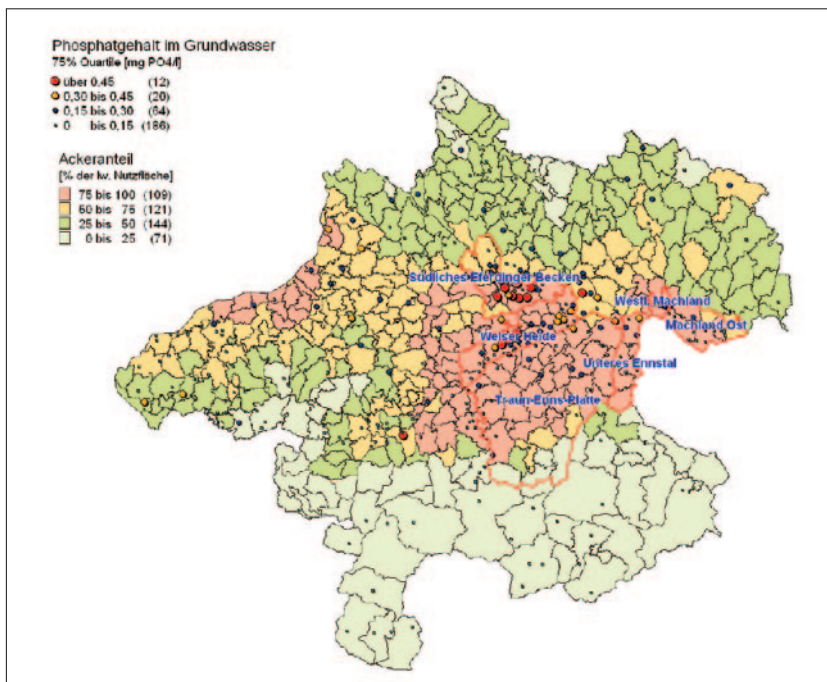 Phosphatgehalt im Grundwasser
75% Quartile [mg PO4/l]
über 0,45 (12)
0,30 bis 0,45 (20)
0,15 bis 0,30 (64)
0 bis 0,15 (186)
Ackeranteil
[% der lw. Nutzfläche]
75 bis 100 (109)
50 bis 75 (121)
25 bis 50 (144)
0 bis 25 (71)
Südliches Eferdinger Becken
Westl. Machland
Machland Ost
Welser Heide
Unteres Ennstal
Traun-Enns-Platte